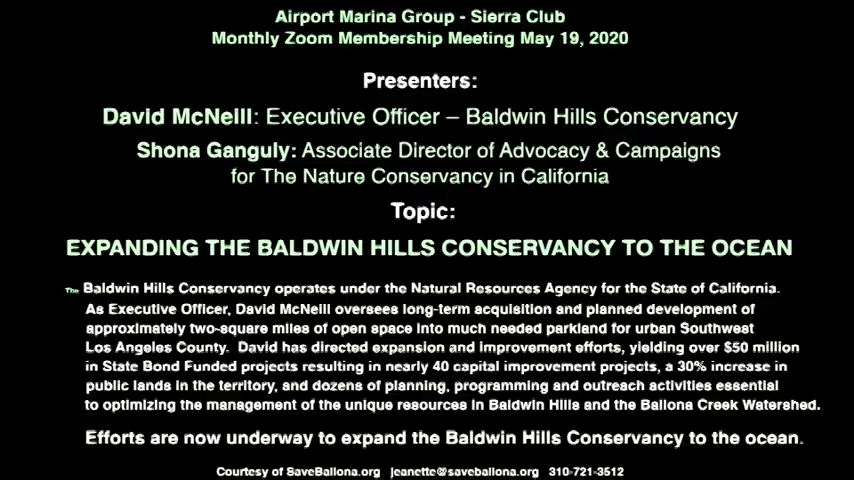 Airport Marina Group - Sierra Club
Monthly Zoom Membership Meeting May 19, 2020
Presenters:
David McNeill: Executive Officer – Baldwin Hills Conservancy
Shona Ganguly: Associate Director of Advocacy & Campaigns
for The Nature Conservancy in California
Topic:
EXPANDING THE BALDWIN HILLS CONSERVANCY TO THE OCEAN
The Baldwin Hills Conservancy operates under the Natural Resources Agency for the State of California.
As Executive Officer, David McNeill oversees long-term acquisition and planned development of
approximately two-square miles of open space into much needed parkland for urban Southwest
Los Angeles County. David has directed expansion and improvement efforts, yielding over $50 million
in State Bond Funded projects resulting in nearly 40 capital improvement projects, a 30% increase in
public lands in the territory, and dozens of planning, programming and outreach activities essential
to optimizing the management of the unique resources in Baldwin Hills and the Ballona Creek Watershed.
Efforts are now underway to expand the Baldwin Hills Conservancy to the ocean.
Courtesy of SaveBallona.org jeanette@saveballona.org 310-721-3512